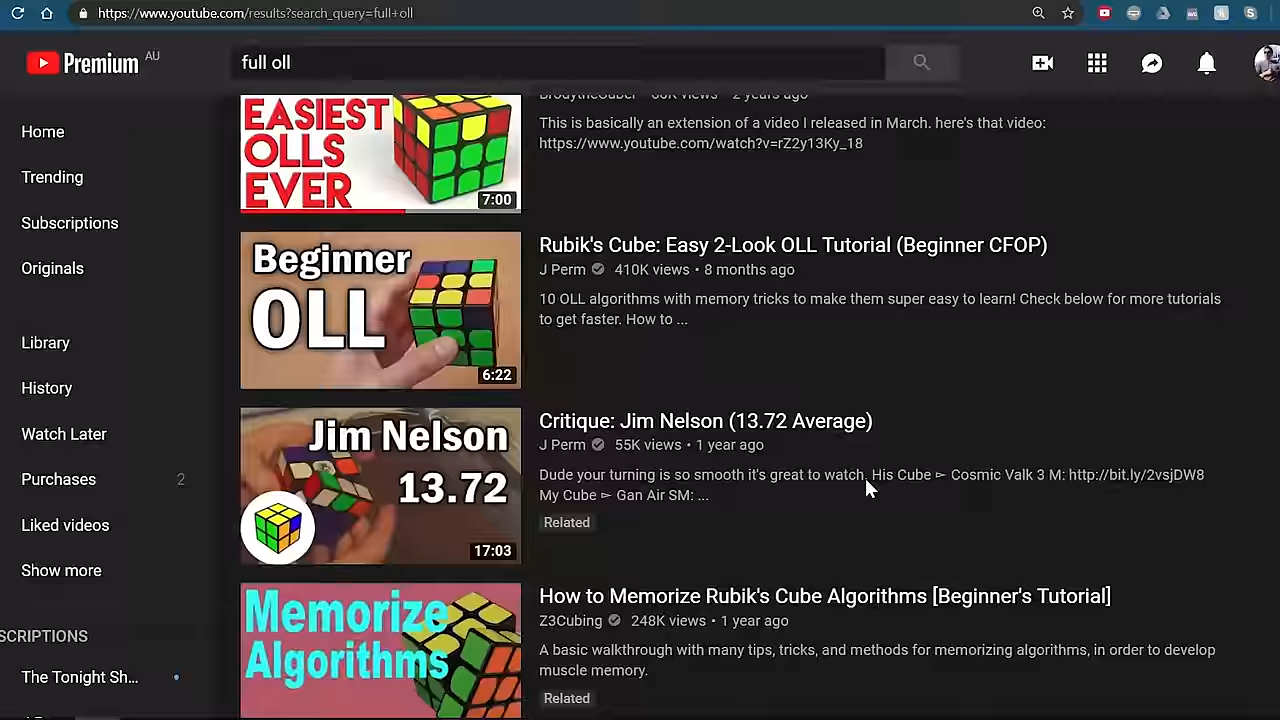 https://www.youtube.com/results?search_query=full+oll
Premium AU
full oll
Home
Trending
Subscriptions
Originals
Library
History
Watch Later
Purchases 2
Liked videos
Show more
SCRIPTIONS
The Tonight Sh...
EASIEST
OLLS
EVER
7:00
BrodytheCuber 60K views • 2 years ago
This is basically an extension of a video I released in March. here's that video:
https://www.youtube.com/watch?v=rZ2y13Ky_18
Beginner
OLL
6:22
Rubik's Cube: Easy 2-Look OLL Tutorial (Beginner CFOP)
J Perm 410K views • 8 months ago
10 OLL algorithms with memory tricks to make them super easy to learn! Check below for more tutorials
to get faster. How to ...
Jim Nelson
13.72
17:03
Critique: Jim Nelson (13.72 Average)
J Perm 55K views • 1 year ago
Dude your turning is so smooth it's great to watch. His Cube ► Cosmic Valk 3 M: http://bit.ly/2vsjDW8
My Cube ► Gan Air SM: ...
Related
Memorize
Algorithms
How to Memorize Rubik's Cube Algorithms [Beginner's Tutorial]
Z3Cubing 248K views • 1 year ago
A basic walkthrough with many tips, tricks, and methods for memorizing algorithms, in order to develop
muscle memory.
Related